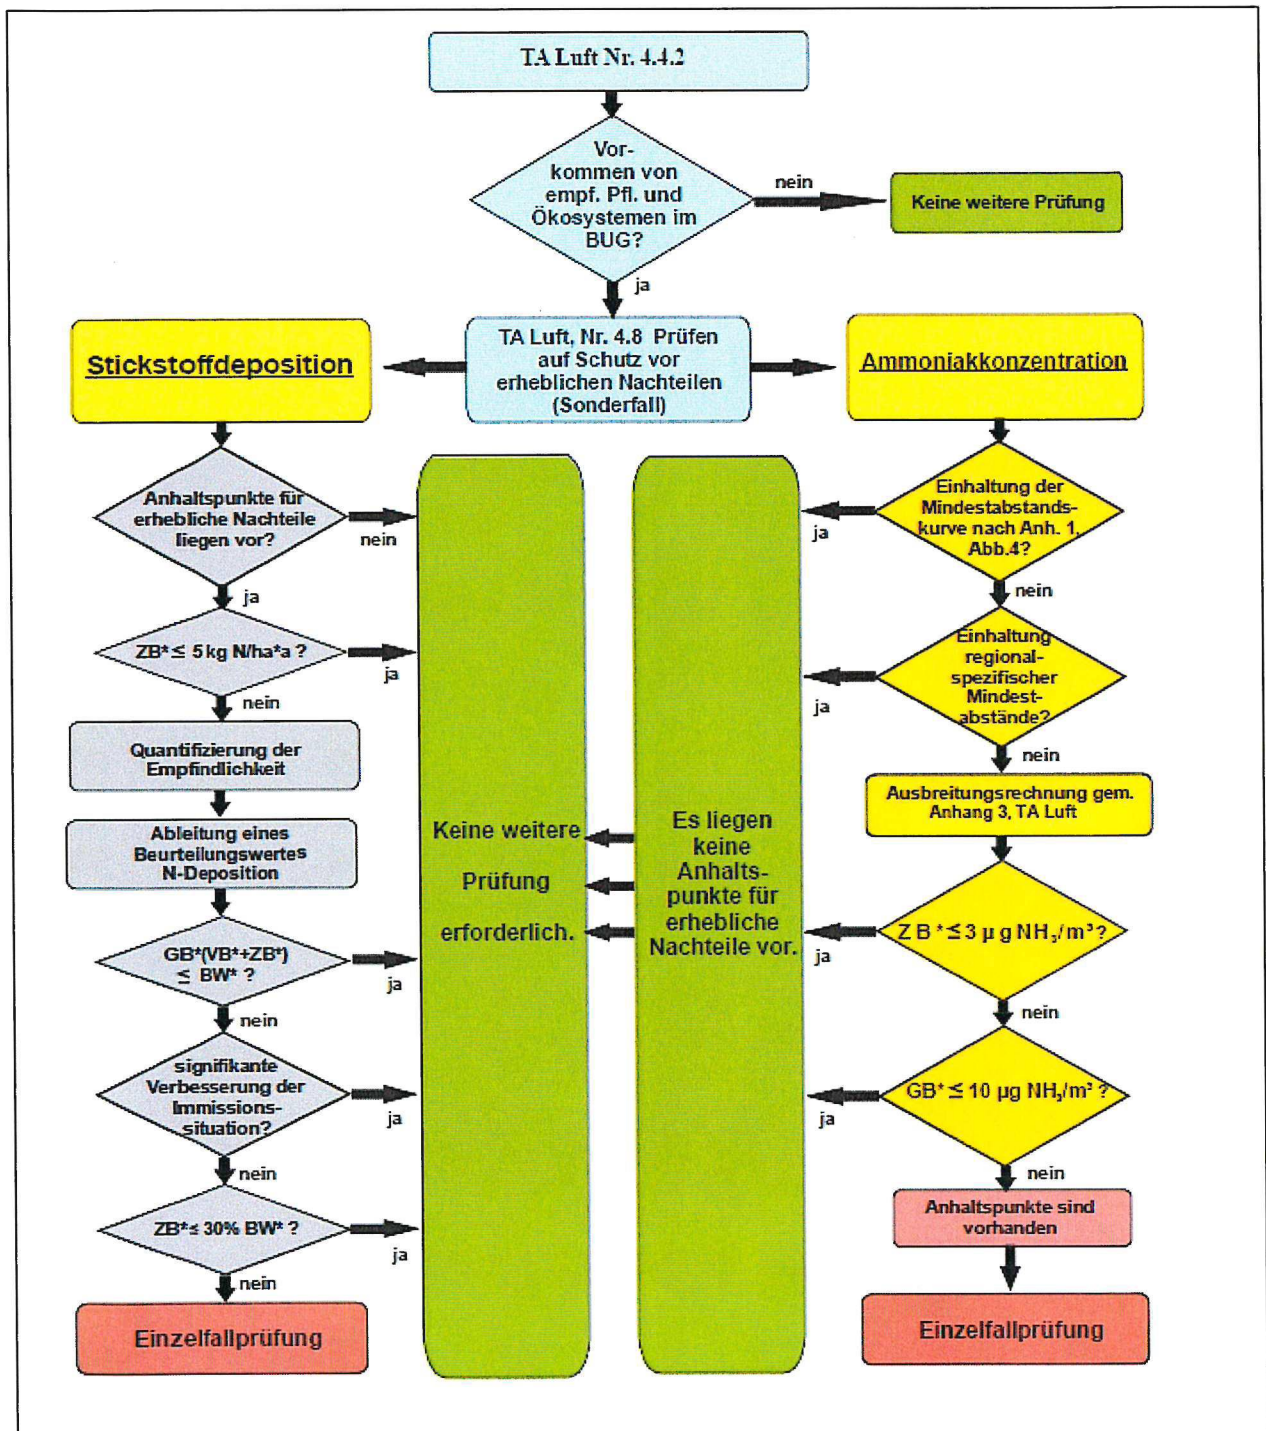 TA Luft Nr. 4.4.2
Vor-
kommen von
empf. Pfl. und
Ökosystemen im
BUG?
nein
Keine weitere Prüfung
ja
TA Luft, Nr. 4.8 Prüfen
auf Schutz vor
erheblichen Nachteilen
(Sonderfall)
Stickstoffdeposition
Anhaltspunkte für
erhebliche Nachteile
liegen vor?
nein
ja
ZB* ≤ 5 kg N/ha*a ?
ja
nein
Quantifizierung der
Empfindlichkeit
Ableitung eines
Beurteilungswertes
N-Deposition
GB*(VB*+ZB*)
≤ BW* ?
ja
nein
signifikante
Verbesserung der
Immissions-
situation?
ja
nein
ZB* ≤ 30% BW* ?
ja
nein
Einzelfallprüfung
Keine weitere
Prüfung
erforderlich.
Es liegen
keine
Anhalts-
punkte für
erhebliche
Nachteile vor.
Ammoniakkonzentration
Einhaltung der
Mindestabstands-
kurve nach Anh. 1,
Abb.4?
ja
nein
Einhaltung
regional-
spezifischer
Mindest-
abstände?
ja
nein
Ausbreitungsrechnung gem.
Anhang 3, TA Luft
ZB* ≤ 3 µg NH₃/m³ ?
ja
nein
GB* ≤ 10 µg NH₃/m³ ?
ja
nein
Anhaltspunkte sind
vorhanden
Einzelfallprüfung